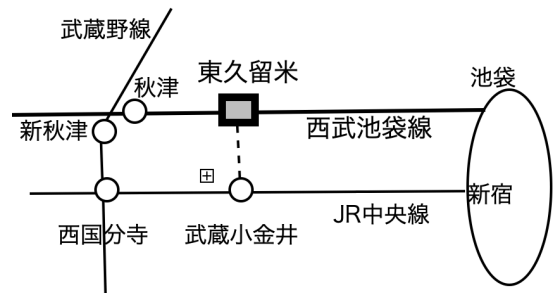 武蔵野線
東久留米
池袋
秋津
新秋津
西武池袋線
新宿
JR中央線
西国分寺
武蔵小金井